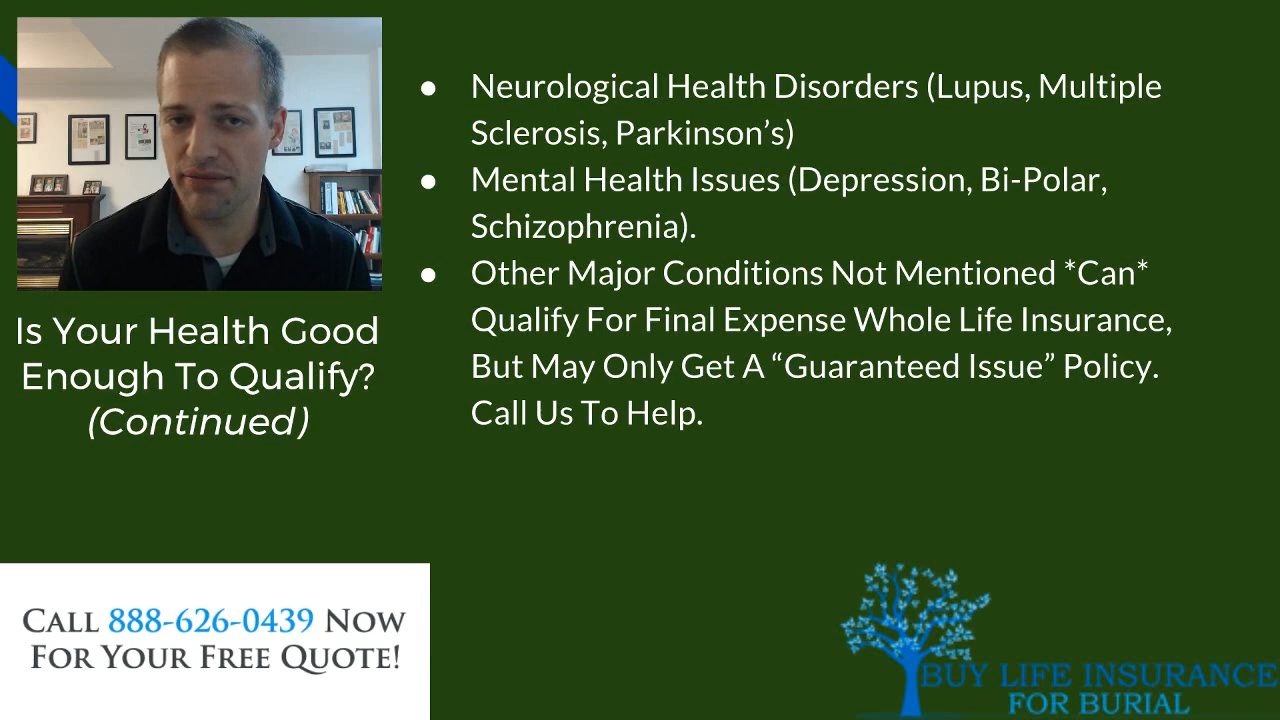 Is Your Health Good
Enough To Qualify?
(Continued)
● Neurological Health Disorders (Lupus, Multiple
Sclerosis, Parkinson’s)
● Mental Health Issues (Depression, Bi-Polar,
Schizophrenia).
● Other Major Conditions Not Mentioned *Can*
Qualify For Final Expense Whole Life Insurance,
But May Only Get A “Guaranteed Issue” Policy.
Call Us To Help.
Call 888-626-0439 Now
For Your Free Quote!
BUY LIFE INSURANCE
FOR BURIAL